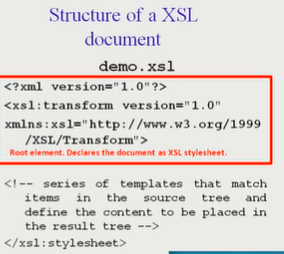 Structure of a XSL
document
demo.xsl
<?xml version="1.0"?>
<xsl:transform version="1.0"
xmlns:xsl="http://www.w3.org/1999
/XSL/Transform">
Root element. Declares the document as XSL stylesheet.
<!-- series of templates that match
items in the source tree and
define the content to be placed in
the result tree -->
</xsl:stylesheet>